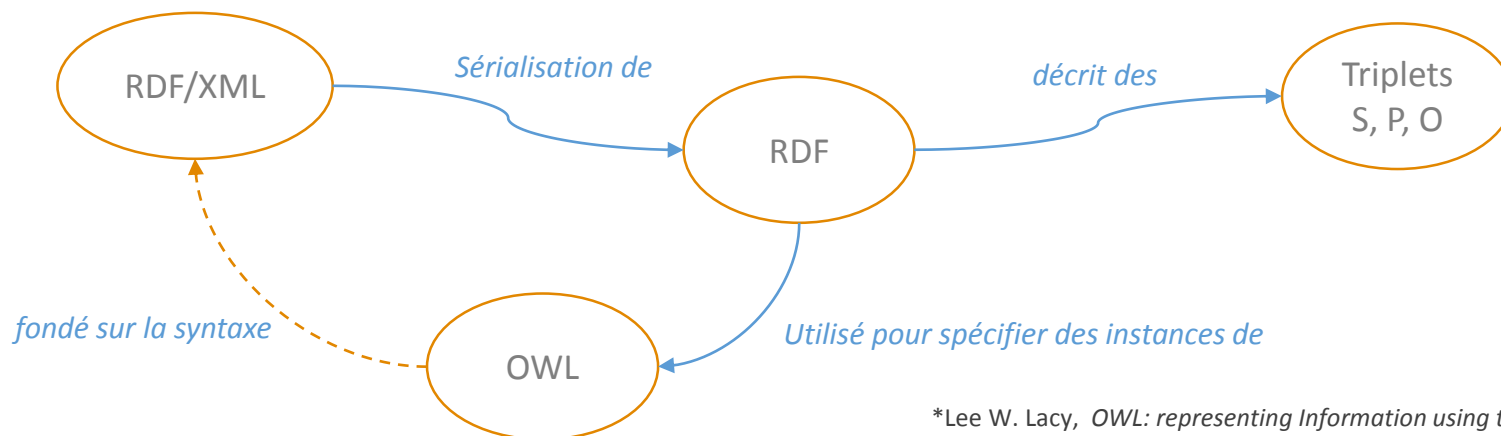 RDF/XML
Sérialisation de
RDF
décrit des
Triplets
S, P, O
fondé sur la syntaxe
OWL
Utilisé pour spécifier des instances de
*Lee W. Lacy, OWL: representing Information using t